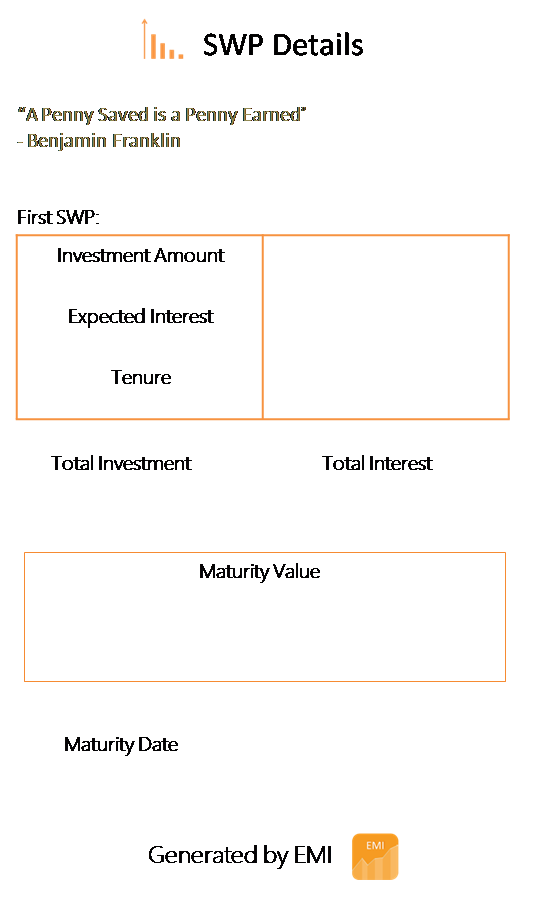 SWP Details
“A Penny Saved is a Penny Earned”
- Benjamin Franklin
First SWP:
Investment Amount
Expected Interest
Tenure
Total Investment Total Interest
Maturity Value
Maturity Date
Generated by EMI EMI